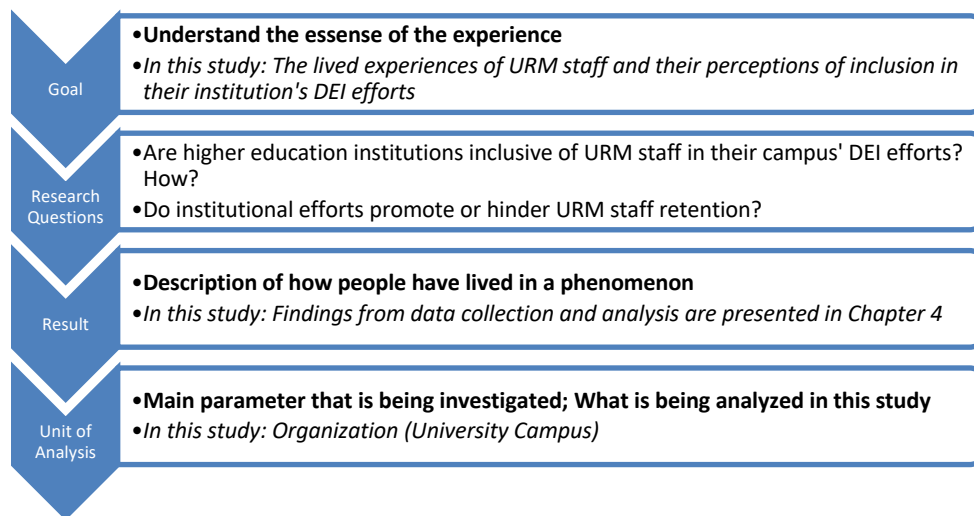 Goal
•Understand the essense of the experience
•In this study: The lived experiences of URM staff and their perceptions of inclusion in
their institution's DEI efforts
Research
Questions
•Are higher education institutions inclusive of URM staff in their campus' DEI efforts?
How?
•Do institutional efforts promote or hinder URM staff retention?
Result
•Description of how people have lived in a phenomenon
•In this study: Findings from data collection and analysis are presented in Chapter 4
Unit of
Analysis
•Main parameter that is being investigated; What is being analyzed in this study
•In this study: Organization (University Campus)